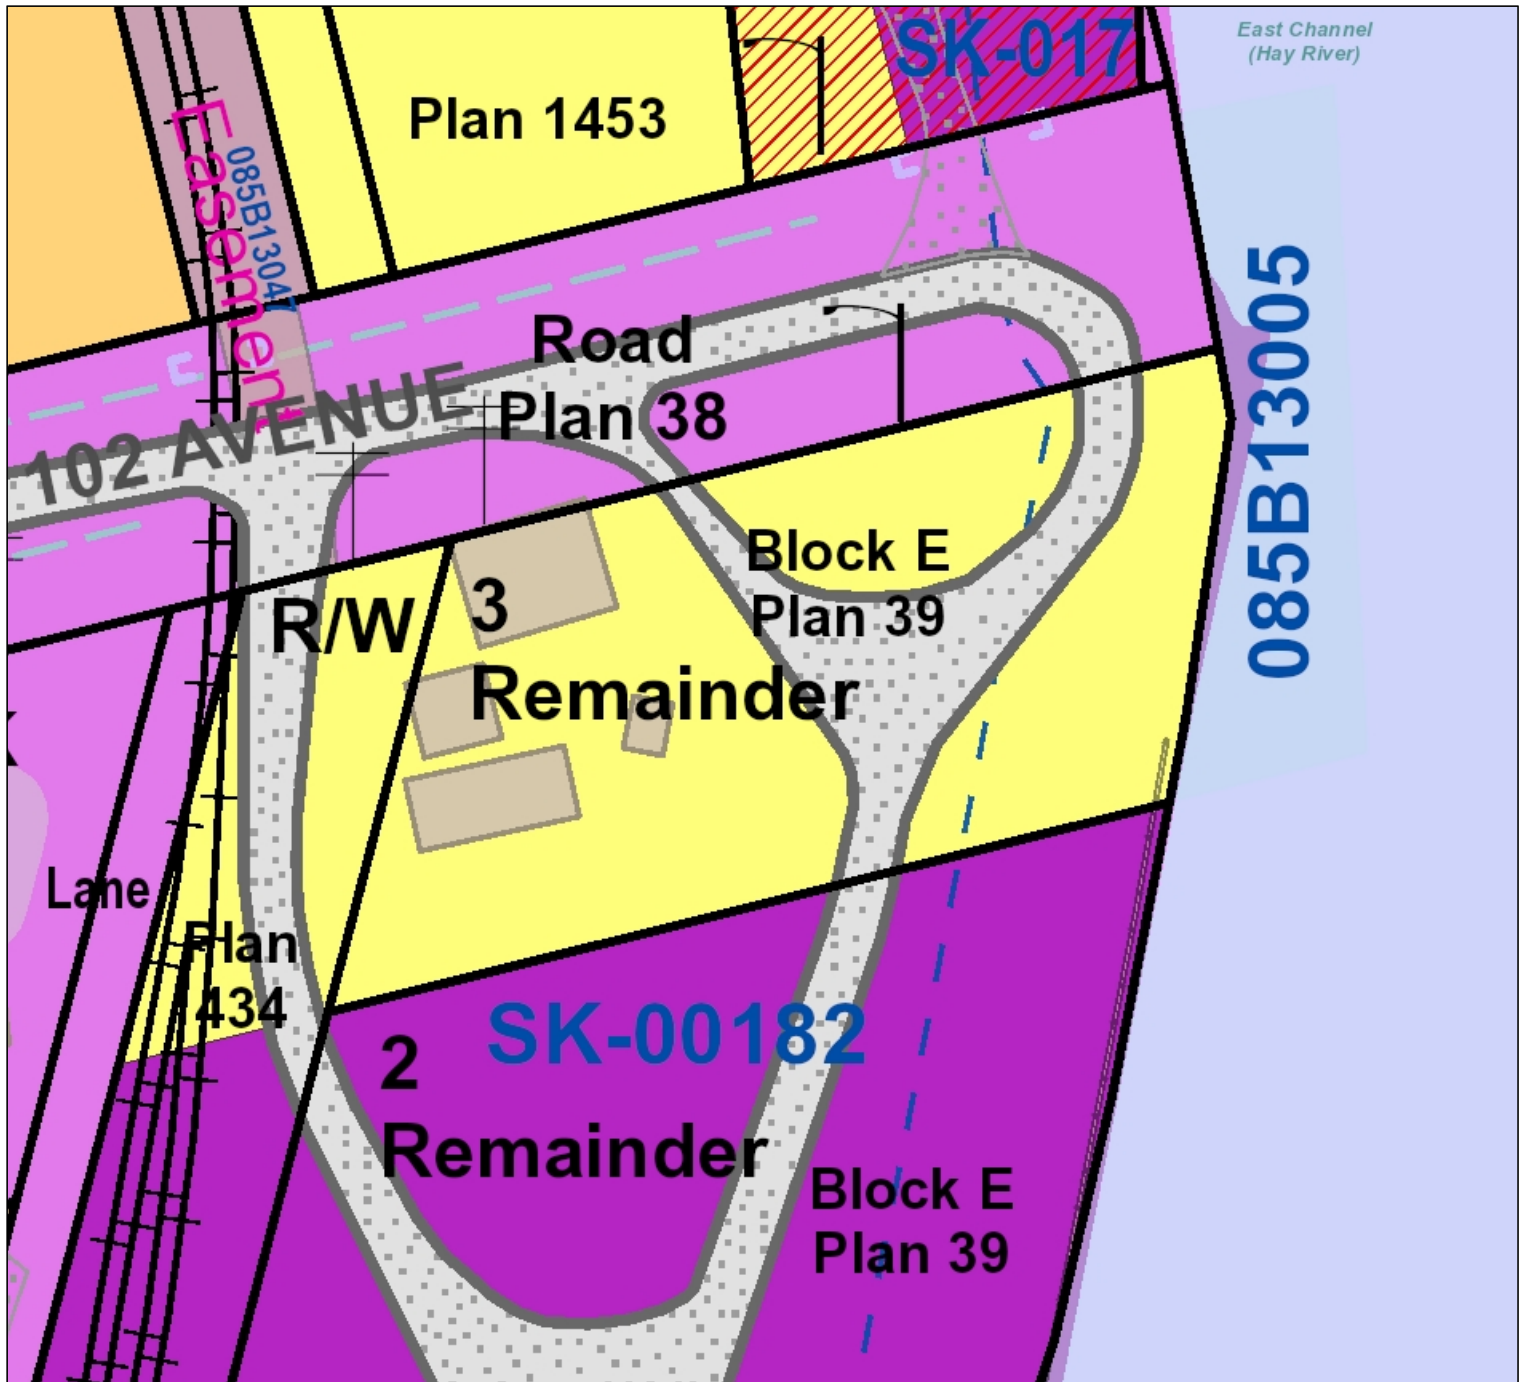 SK-017
East Channel
(Hay River)
Plan 1453
Easement
085B13047
085B13005
Road
Plan 38
102 AVENUE
Block E
Plan 39
R/W
3
Remainder
Lane
Plan
434
SK-00182
2
Remainder
Block E
Plan 39